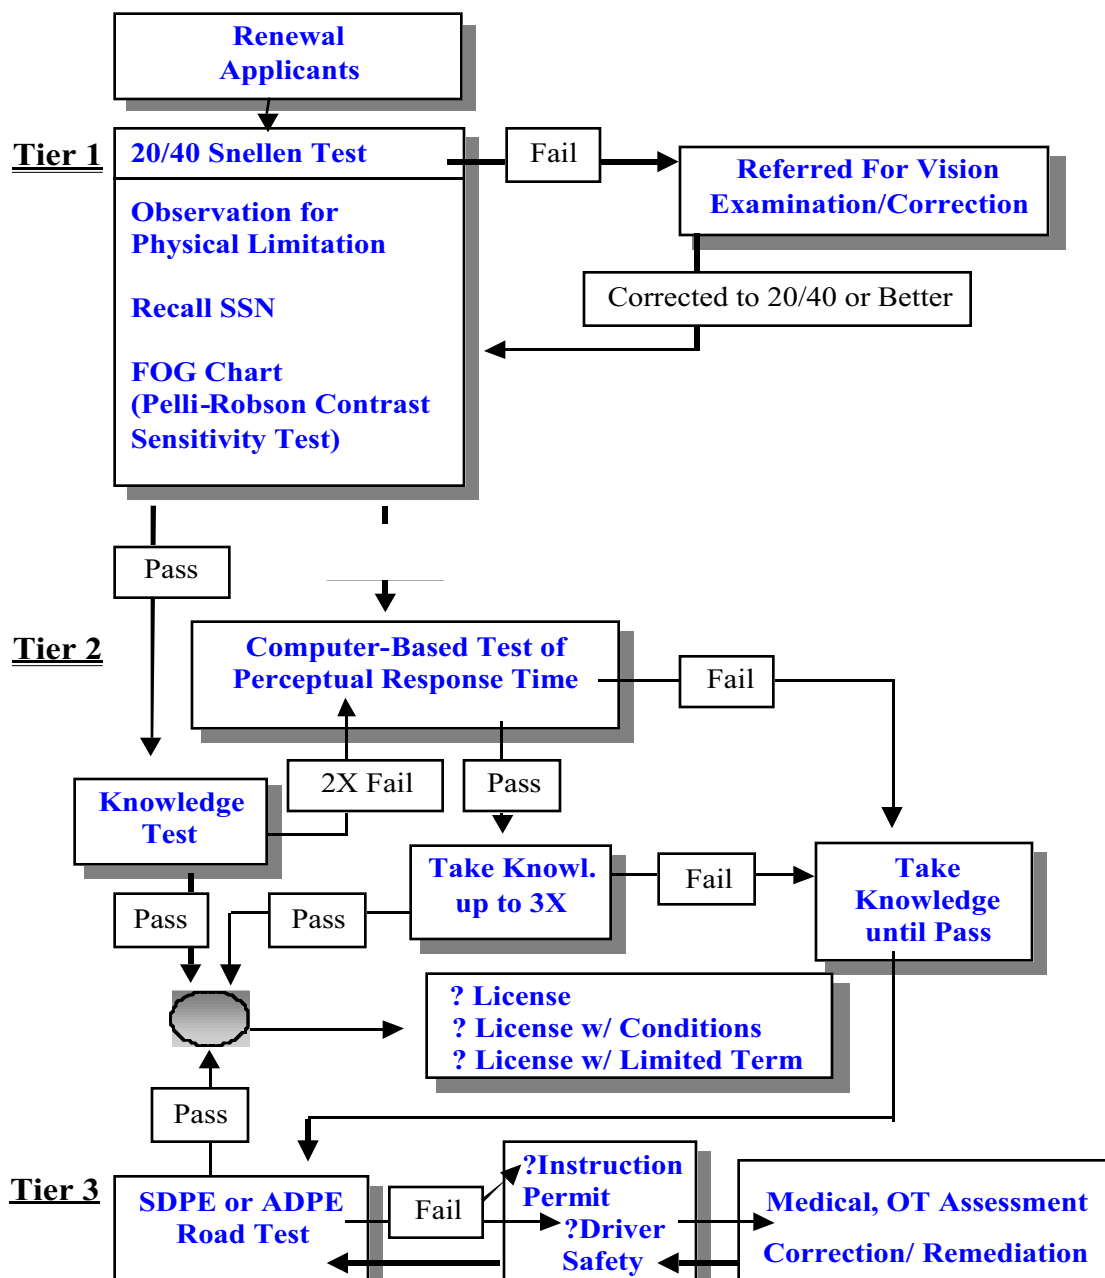 Renewal
Applicants
Tier 1
20/40 Snellen Test
Fail
Referred For Vision
Examination/Correction
Observation for
Physical Limitation
Corrected to 20/40 or Better
Recall SSN
FOG Chart
(Pelli-Robson Contrast
Sensitivity Test)
Pass
Tier 2
Computer-Based Test of
Perceptual Response Time
Fail
2X Fail
Pass
Knowledge
Test
Take Knowl.
up to 3X
Fail
Take
Knowledge
until Pass
Pass
Pass
? License
? License w/ Conditions
? License w/ Limited Term
Pass
Tier 3
SDPE or ADPE
Road Test
Fail
?Instruction
Permit
?Driver
Safety
Medical, OT Assessment
Correction/ Remediation